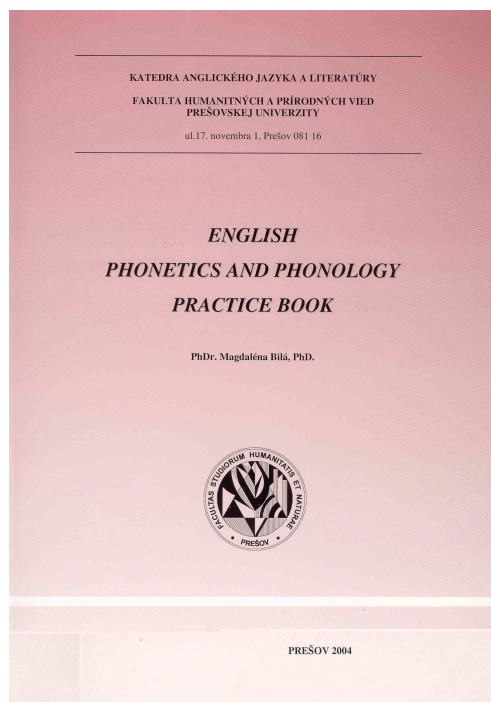 KATEDRA ANGLICKÉHO JAZYKA A LITERATÚRY
FAKULTA HUMANITNÝCH A PRÍRODNÝCH VIED
PREŠOVSKEJ UNIVERZITY
ul.17. novembra 1, Prešov 081 16
ENGLISH
PHONETICS AND PHONOLOGY
PRACTICE BOOK
PhDr. Magdaléna Bilá, PhD.
FACULTAS STUDIORUM HUMANITATIS ET NATURAE
• PREŠOV •
PREŠOV 2004